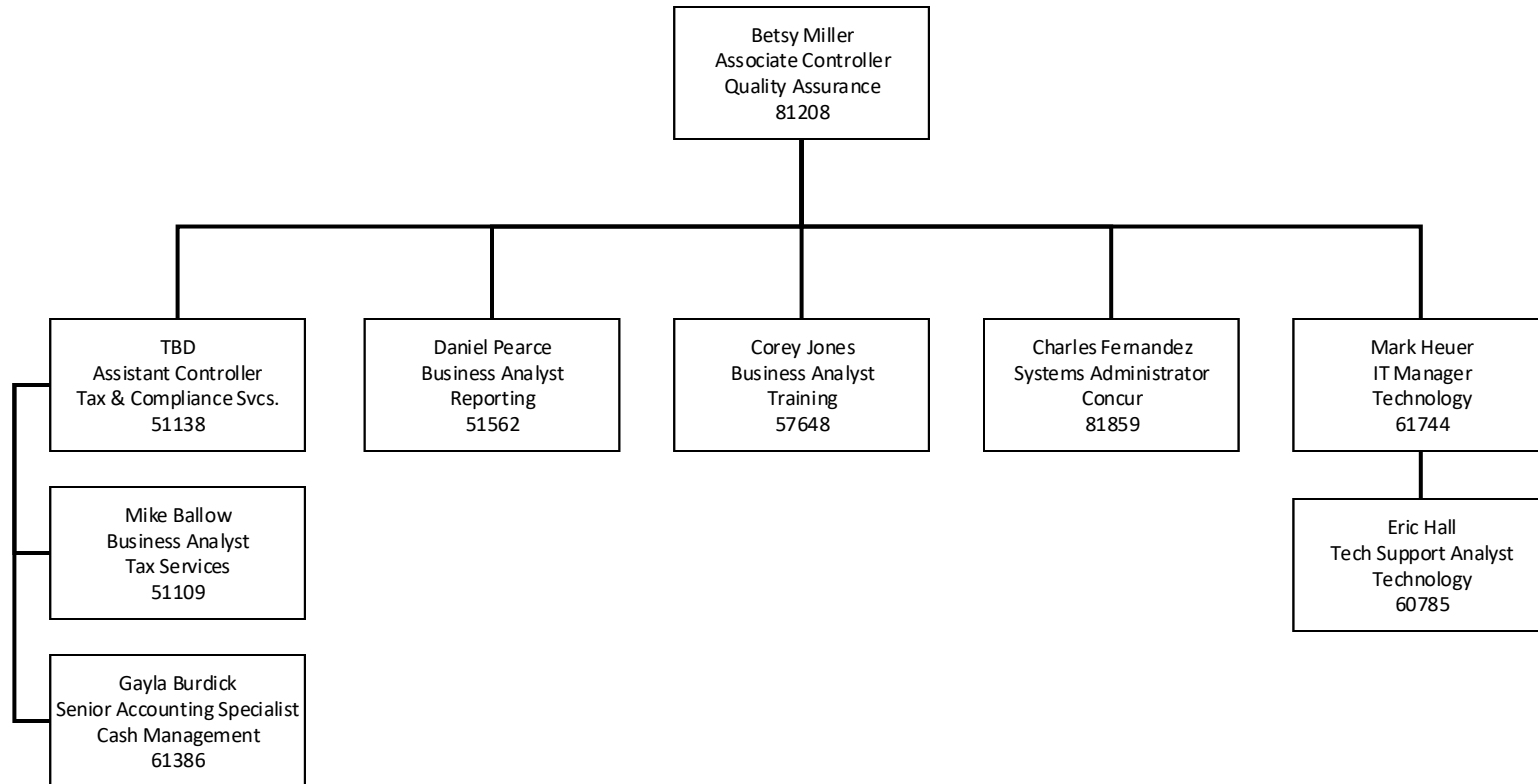 Betsy Miller
Associate Controller
Quality Assurance
81208
TBD
Assistant Controller
Tax & Compliance Svcs.
51138
Daniel Pearce
Business Analyst
Reporting
51562
Corey Jones
Business Analyst
Training
57648
Charles Fernandez
Systems Administrator
Concur
81859
Mark Heuer
IT Manager
Technology
61744
Mike Ballow
Business Analyst
Tax Services
51109
Eric Hall
Tech Support Analyst
Technology
60785
Gayla Burdick
Senior Accounting Specialist
Cash Management
61386